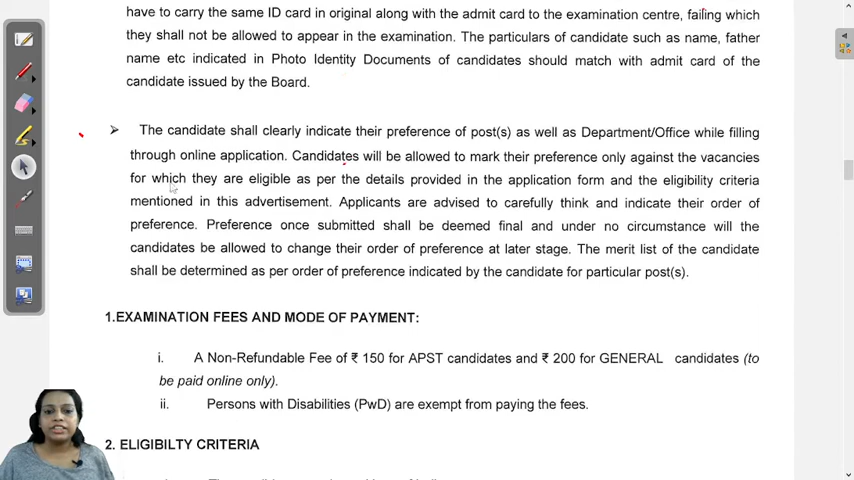 have to carry the same ID card in original along with the admit card to the examination centre, failing which
they shall not be allowed to appear in the examination. The particulars of candidate such as name, father
name etc indicated in Photo Identity Documents of candidates should match with admit card of the
candidate issued by the Board.
➢ The candidate shall clearly indicate their preference of post(s) as well as Department/Office while filling
through online application. Candidates will be allowed to mark their preference only against the vacancies
for which they are eligible as per the details provided in the application form and the eligibility criteria
mentioned in this advertisement. Applicants are advised to carefully think and indicate their order of
preference. Preference once submitted shall be deemed final and under no circumstance will the
candidates be allowed to change their order of preference at later stage. The merit list of the candidate
shall be determined as per order of preference indicated by the candidate for particular post(s).
1.EXAMINATION FEES AND MODE OF PAYMENT:
i. A Non-Refundable Fee of ₹ 150 for APST candidates and ₹ 200 for GENERAL candidates (to
be paid online only).
ii. Persons with Disabilities (PwD) are exempt from paying the fees.
2. ELIGIBILTY CRITERIA